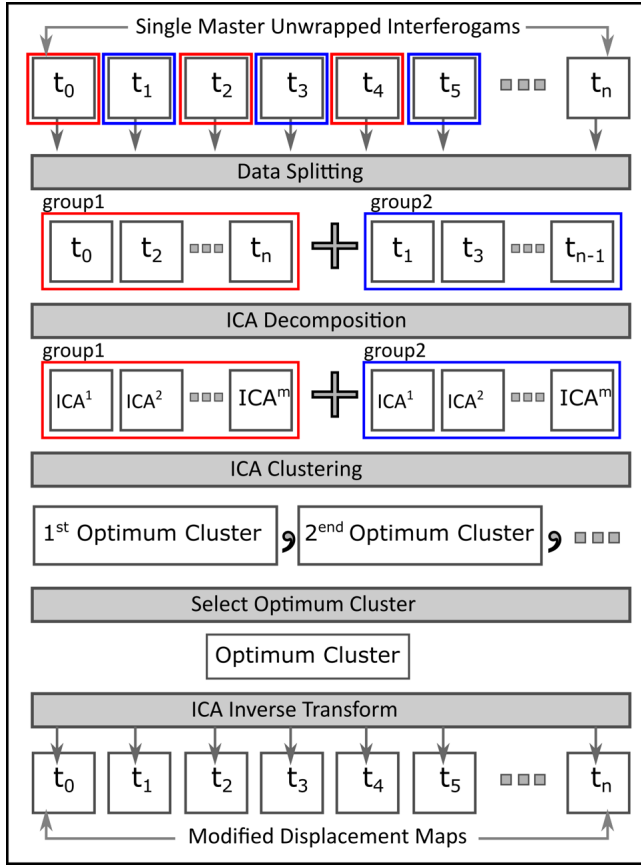 Single Master Unwrapped Interferogams
t₀ t₁ t₂ t₃ t₄ t₅ tₙ
Data Splitting
group1 group2
t₀ t₂ tₙ + t₁ t₃ tₙ₋₁
ICA Decomposition
group1 group2
ICA¹ ICA² ICAᵐ + ICA¹ ICA² ICAᵐ
ICA Clustering
1ˢᵗ Optimum Cluster , 2ᵉⁿᵈ Optimum Cluster ,
Select Optimum Cluster
Optimum Cluster
ICA Inverse Transform
t₀ t₁ t₂ t₃ t₄ t₅ tₙ
Modified Displacement Maps